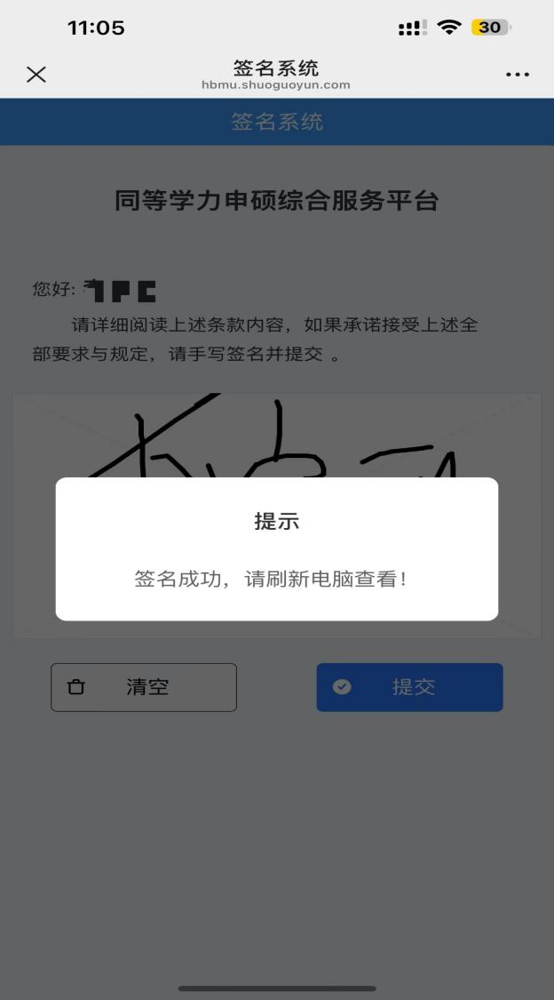 11:05
30
签名系统
hbmu.shuoguoyun.com
签名系统
同等学力申硕综合服务平台
您好:
请详细阅读上述条款内容，如果承诺接受上述全
部要求与规定，请手写签名并提交 。
提示
签名成功，请刷新电脑查看！
清空
提交